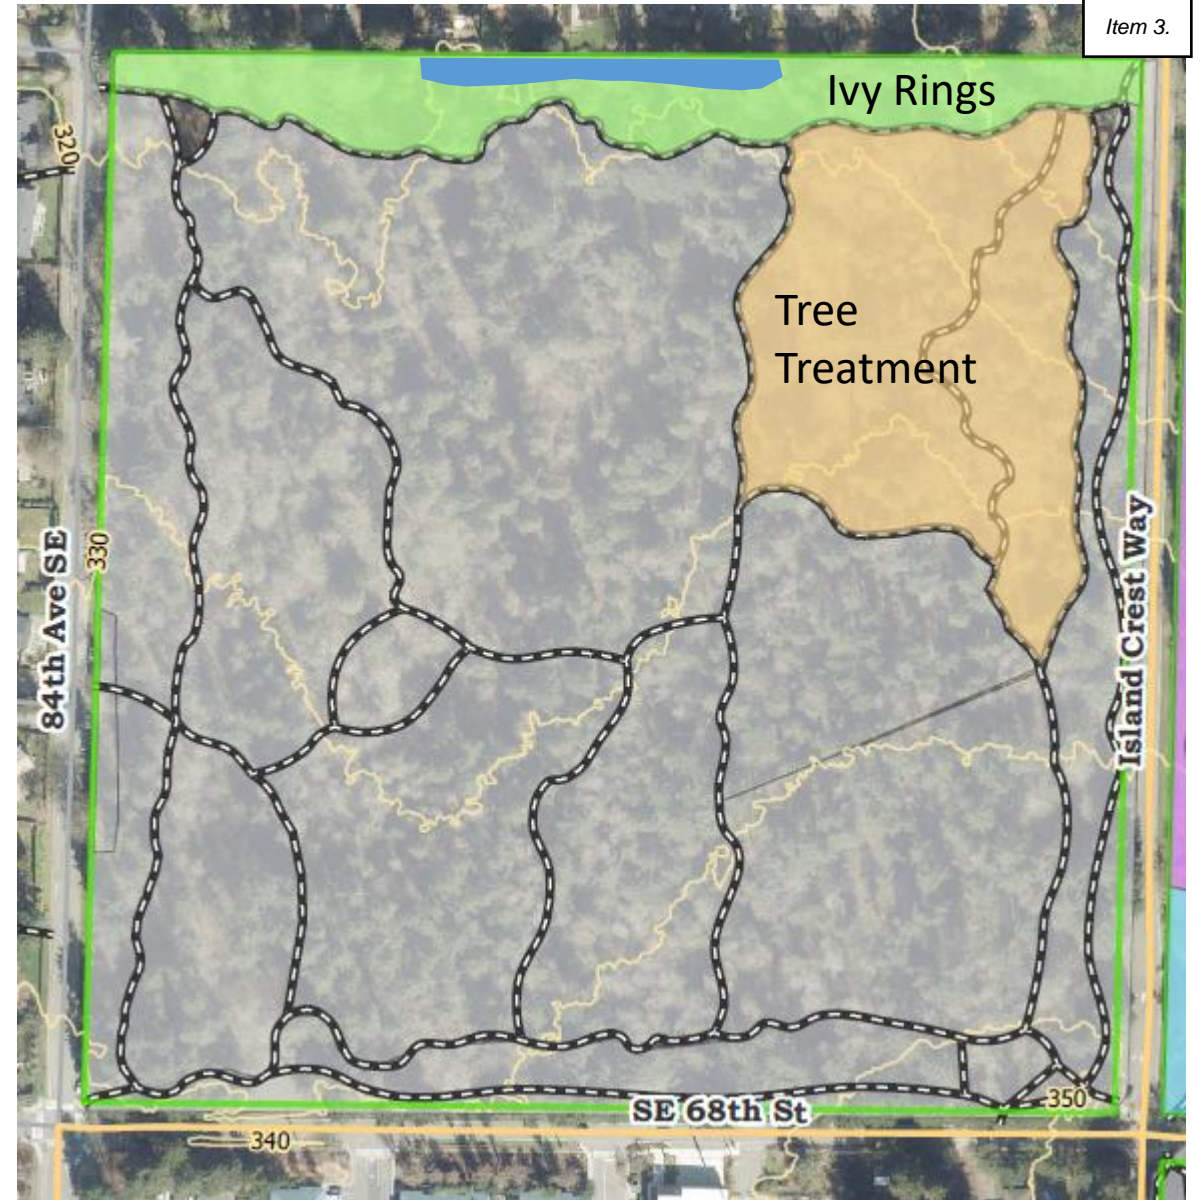 Item 3.
Ivy Rings
320
Tree
Treatment
330
84th Ave SE
Island Crest Way
350
SE 68th St
340